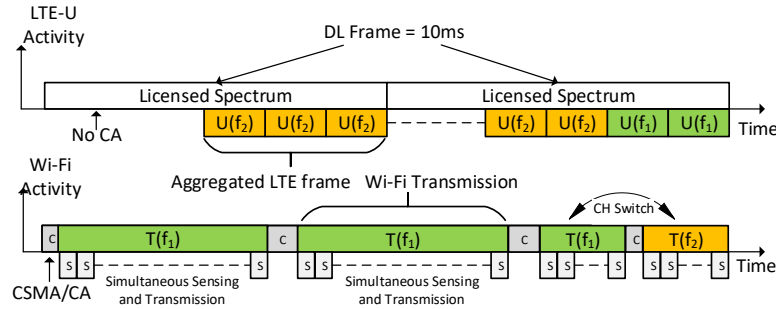 LTE-U
Activity
DL Frame = 10ms
Licensed Spectrum
Licensed Spectrum
U(f2)
U(f2)
U(f2)
U(f2)
U(f2)
U(f1)
U(f1)
Time
No CA
Aggregated LTE frame
Wi-Fi Transmission
Wi-Fi
Activity
CH Switch
C
T(f1)
C
T(f1)
C
T(f1)
C
T(f2)
S
S
S
S
S
S
S
S
S
S
S
S
Time
CSMA/CA
Simultaneous Sensing
and Transmission
Simultaneous Sensing
and Transmission